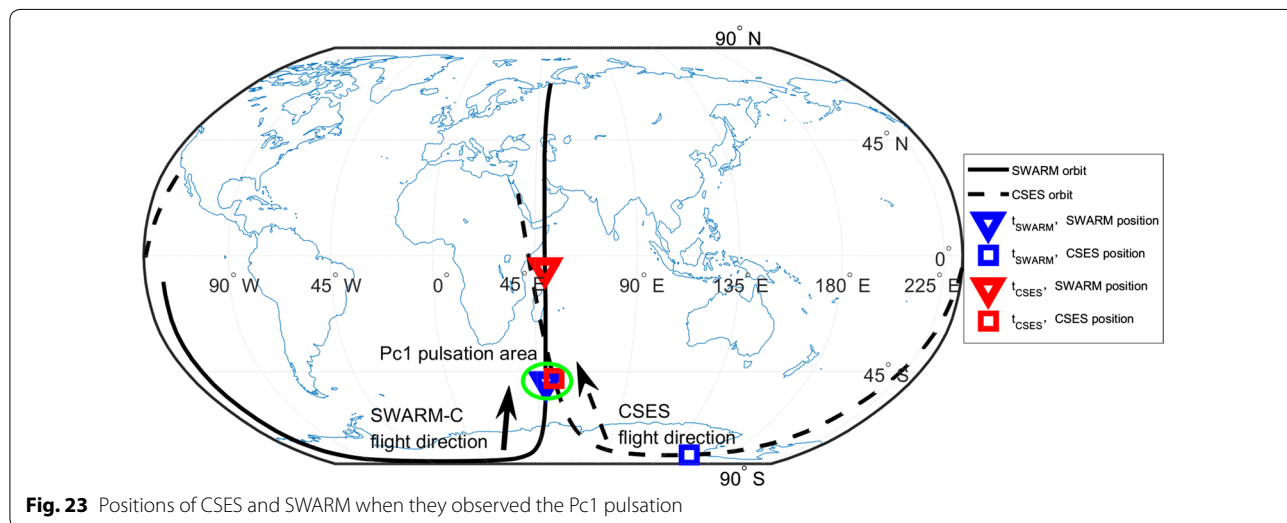 90° N
45° N
0°
90° W
45° W
0°
45° E
90° E
135° E
180° E
225° E
Pc1 pulsation area
45° S
SWARM-C
flight direction
CSES
flight direction
90° S
SWARM orbit
CSES orbit
tSWARM, SWARM position
tSWARM, CSES position
tCSES, SWARM position
tCSES, CSES position
Fig. 23 Positions of CSES and SWARM when they observed the Pc1 pulsation